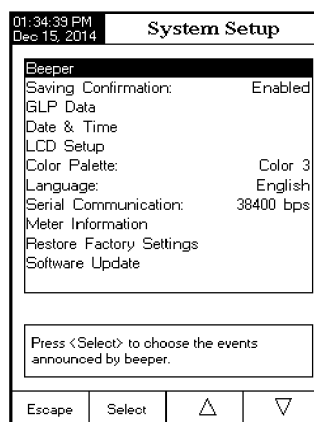 01:34:39 PM
Dec 15, 2014
System Setup
Beeper
Saving Confirmation: Enabled
GLP Data
Date & Time
LCD Setup
Color Palette: Color 3
Language: English
Serial Communication: 38400 bps
Meter Information
Restore Factory Settings
Software Update
Press <Select> to choose the events
announced by beeper.
Escape Select △ ▽